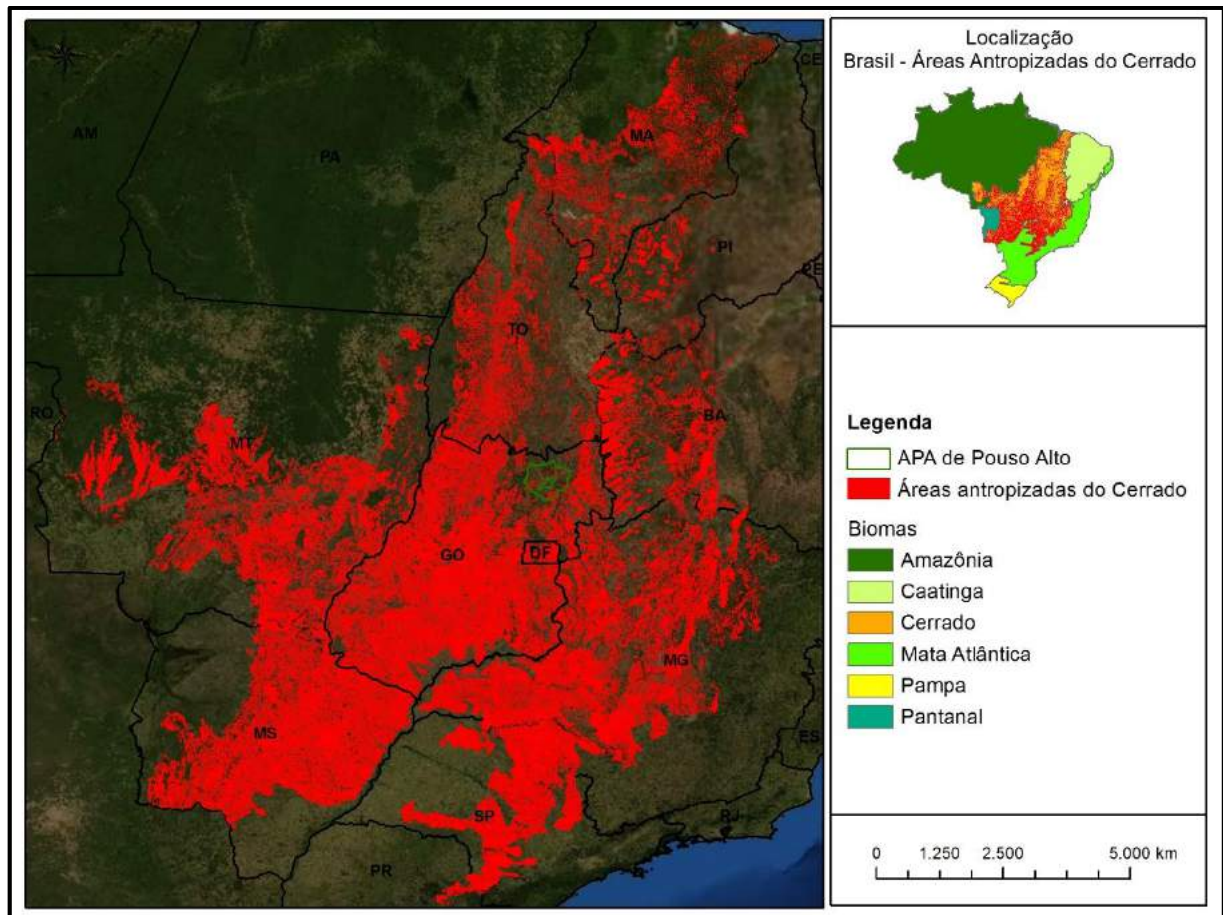 AM
PA
MA
CE
PI
PE
TO
RO
MT
BA
GO
DF
MG
MS
ES
SP
RJ
PR
Localização
Brasil - Áreas Antropizadas do Cerrado
Legenda
APA de Pouso Alto
Áreas antropizadas do Cerrado
Biomas
Amazônia
Caatinga
Cerrado
Mata Atlântica
Pampa
Pantanal
0 1.250 2.500 5.000 km